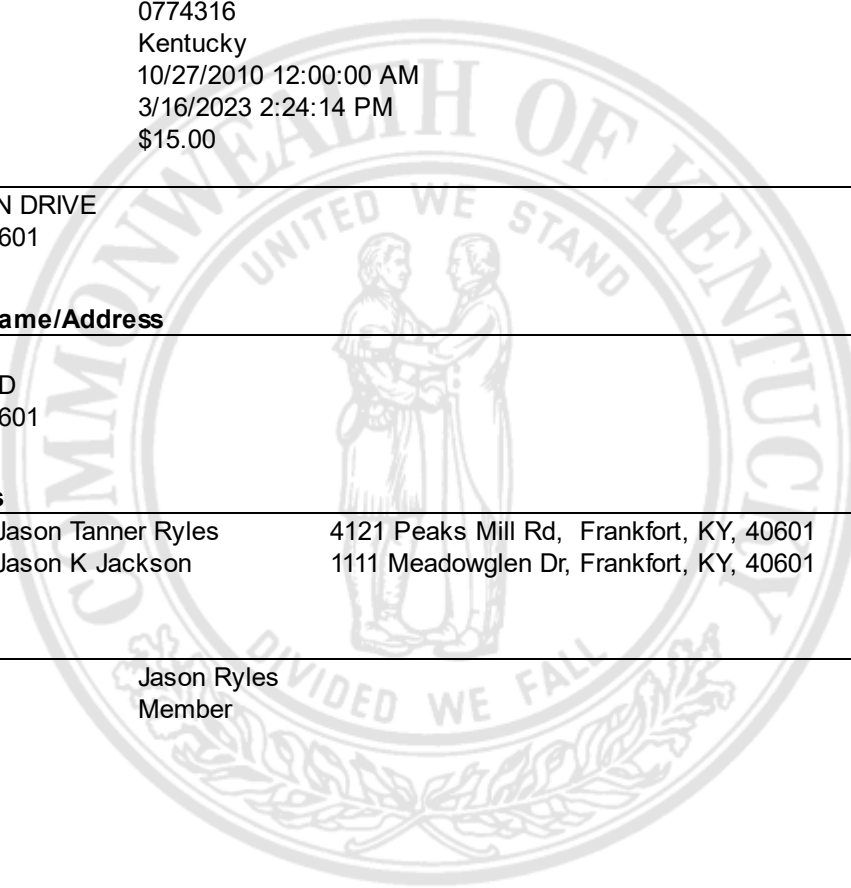 0774316
Kentucky
10/27/2010 12:00:00 AM
3/16/2023 2:24:14 PM
$15.00
N DRIVE
601
ame/Address
D
601
s
Jason Tanner Ryles 4121 Peaks Mill Rd, Frankfort, KY, 40601
Jason K Jackson 1111 Meadowglen Dr, Frankfort, KY, 40601
Jason Ryles
Member
COMMONWEALTH OF KENTUCKY
UNITED WE STAND
DIVIDED WE FALL